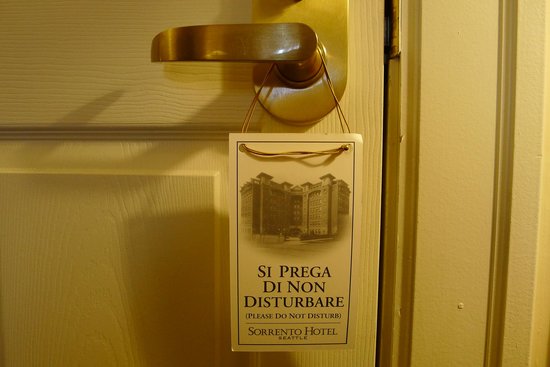 SI PREGA
DI NON
DISTURBARE
(PLEASE DO NOT DISTURB)
SORRENTO HOTEL
SEATTLE